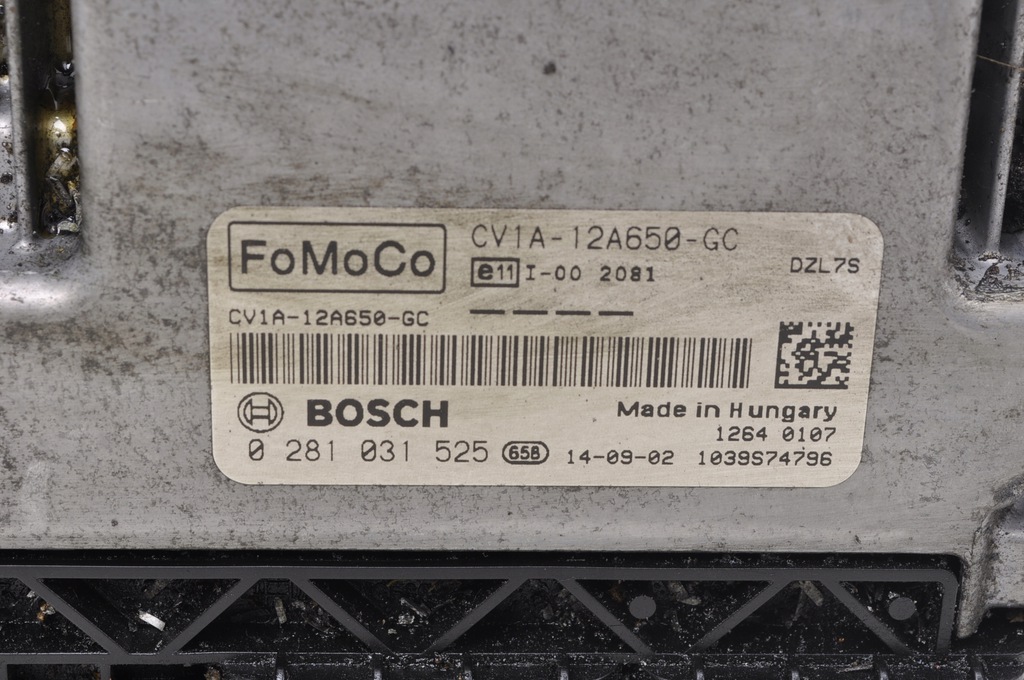 FoMoCo
CV1A-12A650-GC
e11 I-00 2081
DZL7S
CV1A-12A650-GC
— — — —
BOSCH
Made in Hungary
1264 0107
0 281 031 525 658 14-09-02 1039S74796